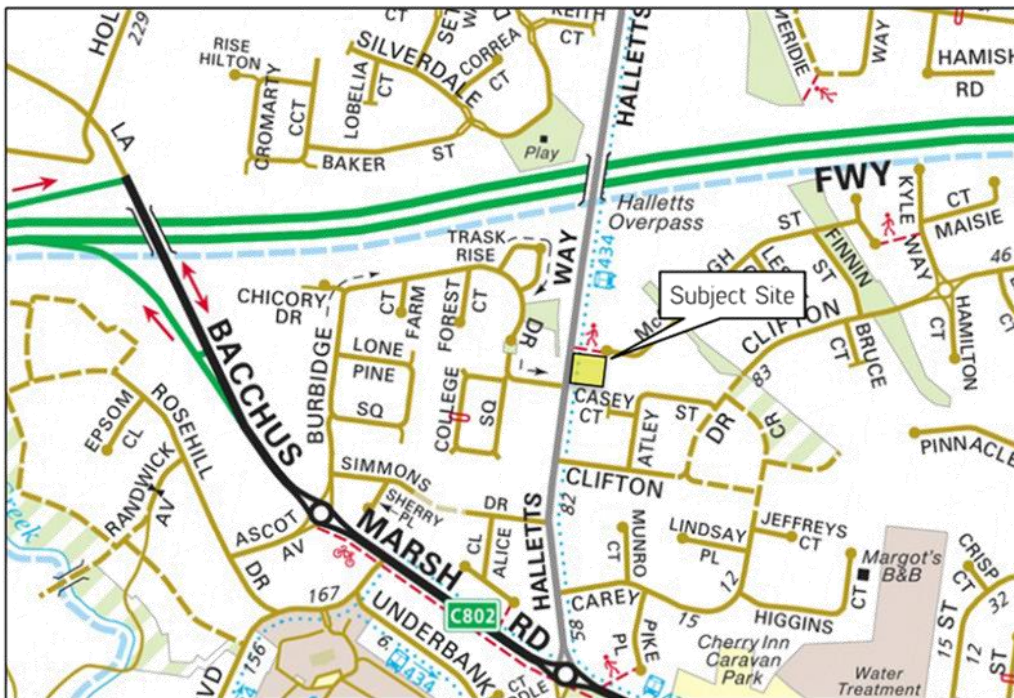 HOL
229
RISE
HILTON
LA
CROMARTY
CCT
LOBELIA
CT
CT
SILVERDALE
CORREA
CT
KEITH
CT
BAKER
ST
Play
HALLETTS
MERIDIE
WAY
HAMISH
RD
FWY
Halletts
Overpass
434
WAY
KYLE
WAY
CT
MAISIE
46
ST
FINNIN
ST
TRASK
RISE
CHICORY
DR
CT
FARM
FOREST
CT
DR
Subject Site
CLIFTON
BRUCE
CT
HAMILTON
CT
BURBIDGE
LONE
PINE
SQ
COLLEGE
SQ
CASEY
CT
ATLEY
ST
DR
CR
83
PINNACLE
BACCHUS
ROSEHILL
EPSOM
CL
RANDWICK
AV
SIMMONS
SHERRY
PL
DR
CLIFTON
82
ASCOT
AV
DR
MARSH
RD
CL
ALICE
HALLETTS
MUNRO
CT
LINDSAY
PL
JEFFREYS
CT
12
Margot's
B&B
CT
CRISP
CT
32
ST
15
12
ST
167
C802
UNDERBANK
58
CAREY
15
HIGGINS
PIKE
PL
Cherry Inn
Caravan
Park
Water
Treatment
156
6
434
CT